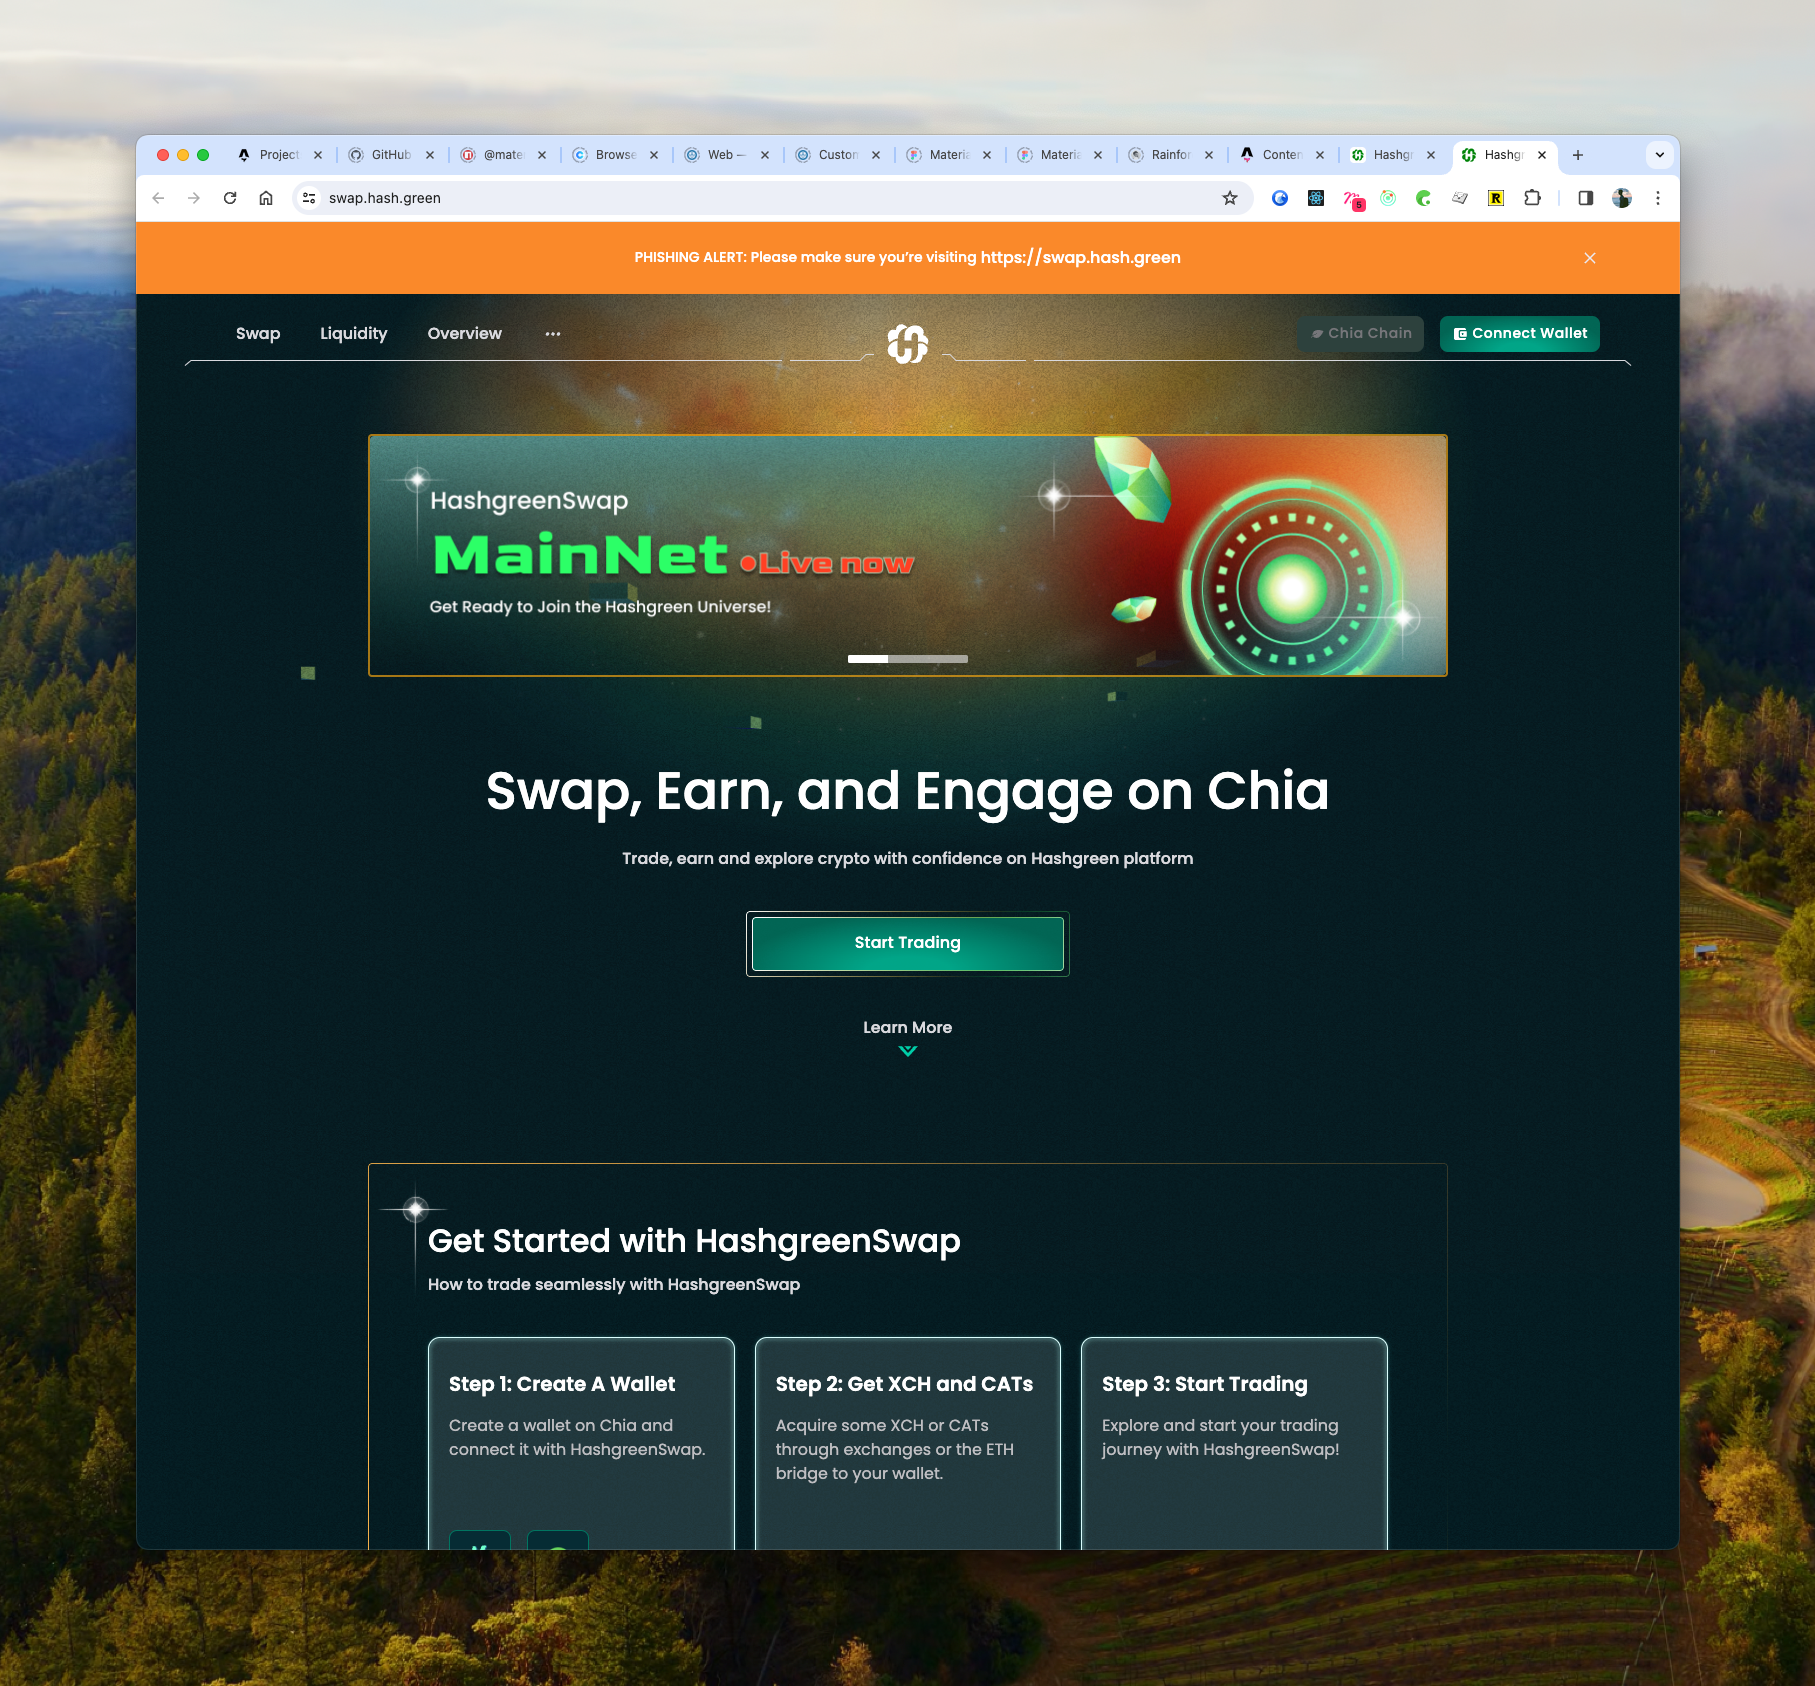 Project
GitHub
@mate
Browse
Web —
Custon
Materia
Materia
Rainfor
Conten
Hashgr
Hashgr
swap.hash.green
5
R
PHISHING ALERT: Please make sure you're visiting https://swap.hash.green
Swap
Liquidity
Overview
Chia Chain
Connect Wallet
HashgreenSwap
MainNet •Live now
Get Ready to Join the Hashgreen Universe!
Swap, Earn, and Engage on Chia
Trade, earn and explore crypto with confidence on Hashgreen platform
Start Trading
Learn More
Get Started with HashgreenSwap
How to trade seamlessly with HashgreenSwap
Step 1: Create A Wallet
Create a wallet on Chia and
connect it with HashgreenSwap.
Step 2: Get XCH and CATs
Acquire some XCH or CATs
through exchanges or the ETH
bridge to your wallet.
Step 3: Start Trading
Explore and start your trading
journey with HashgreenSwap!